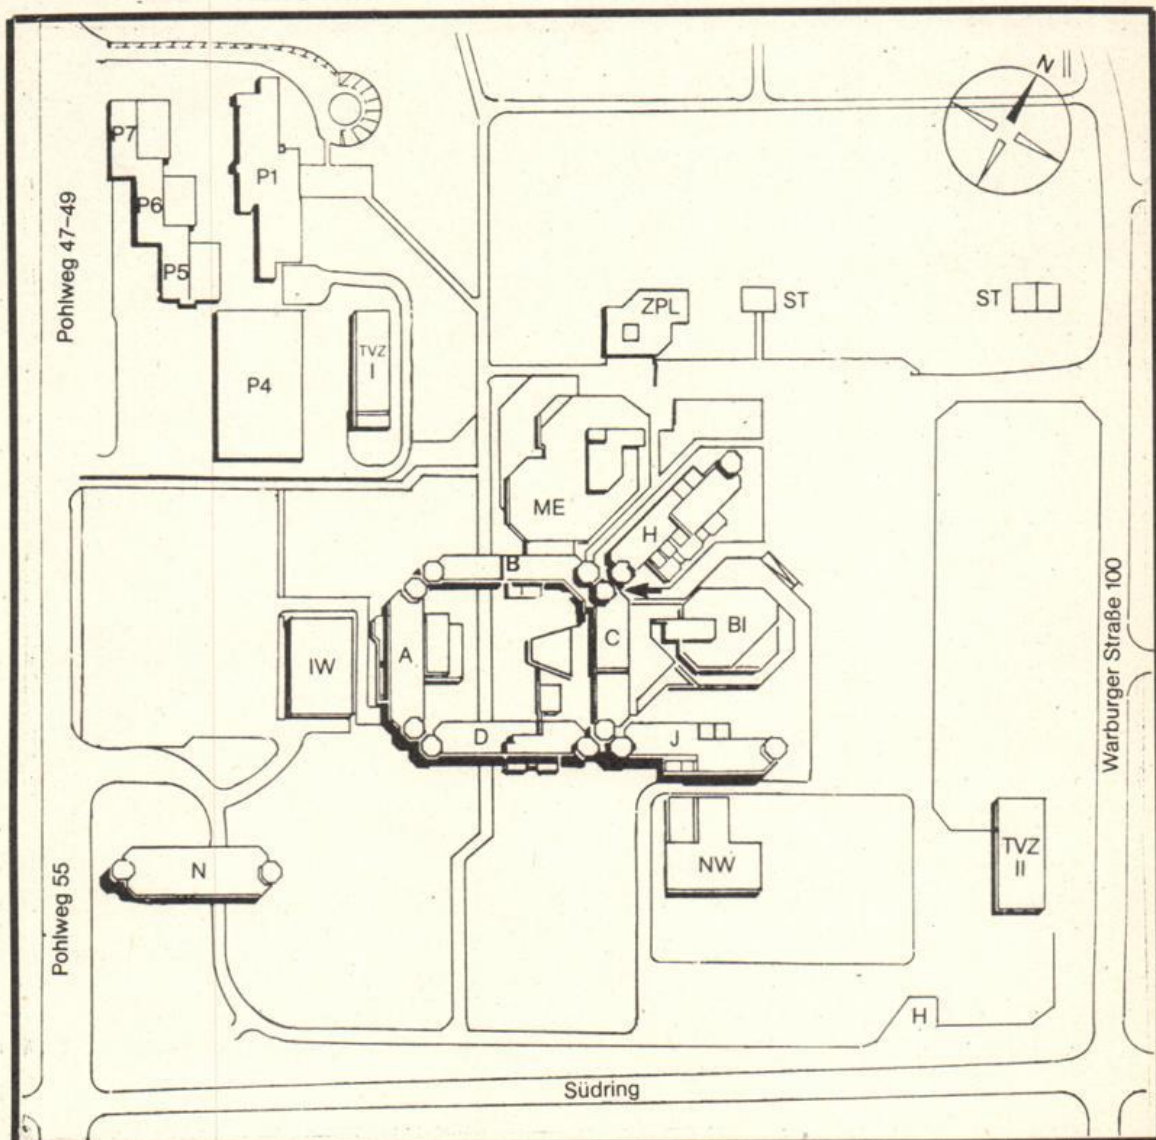 N
P7
P1
P6
Pohlweg 47-49
P5
ZPL
ST
ST
TVZ
I
P4
ME
H
B
C
BI
A
IW
Warburger Straße 100
D
J
N
NW
TVZ
II
Pohlweg 55
H
Südring